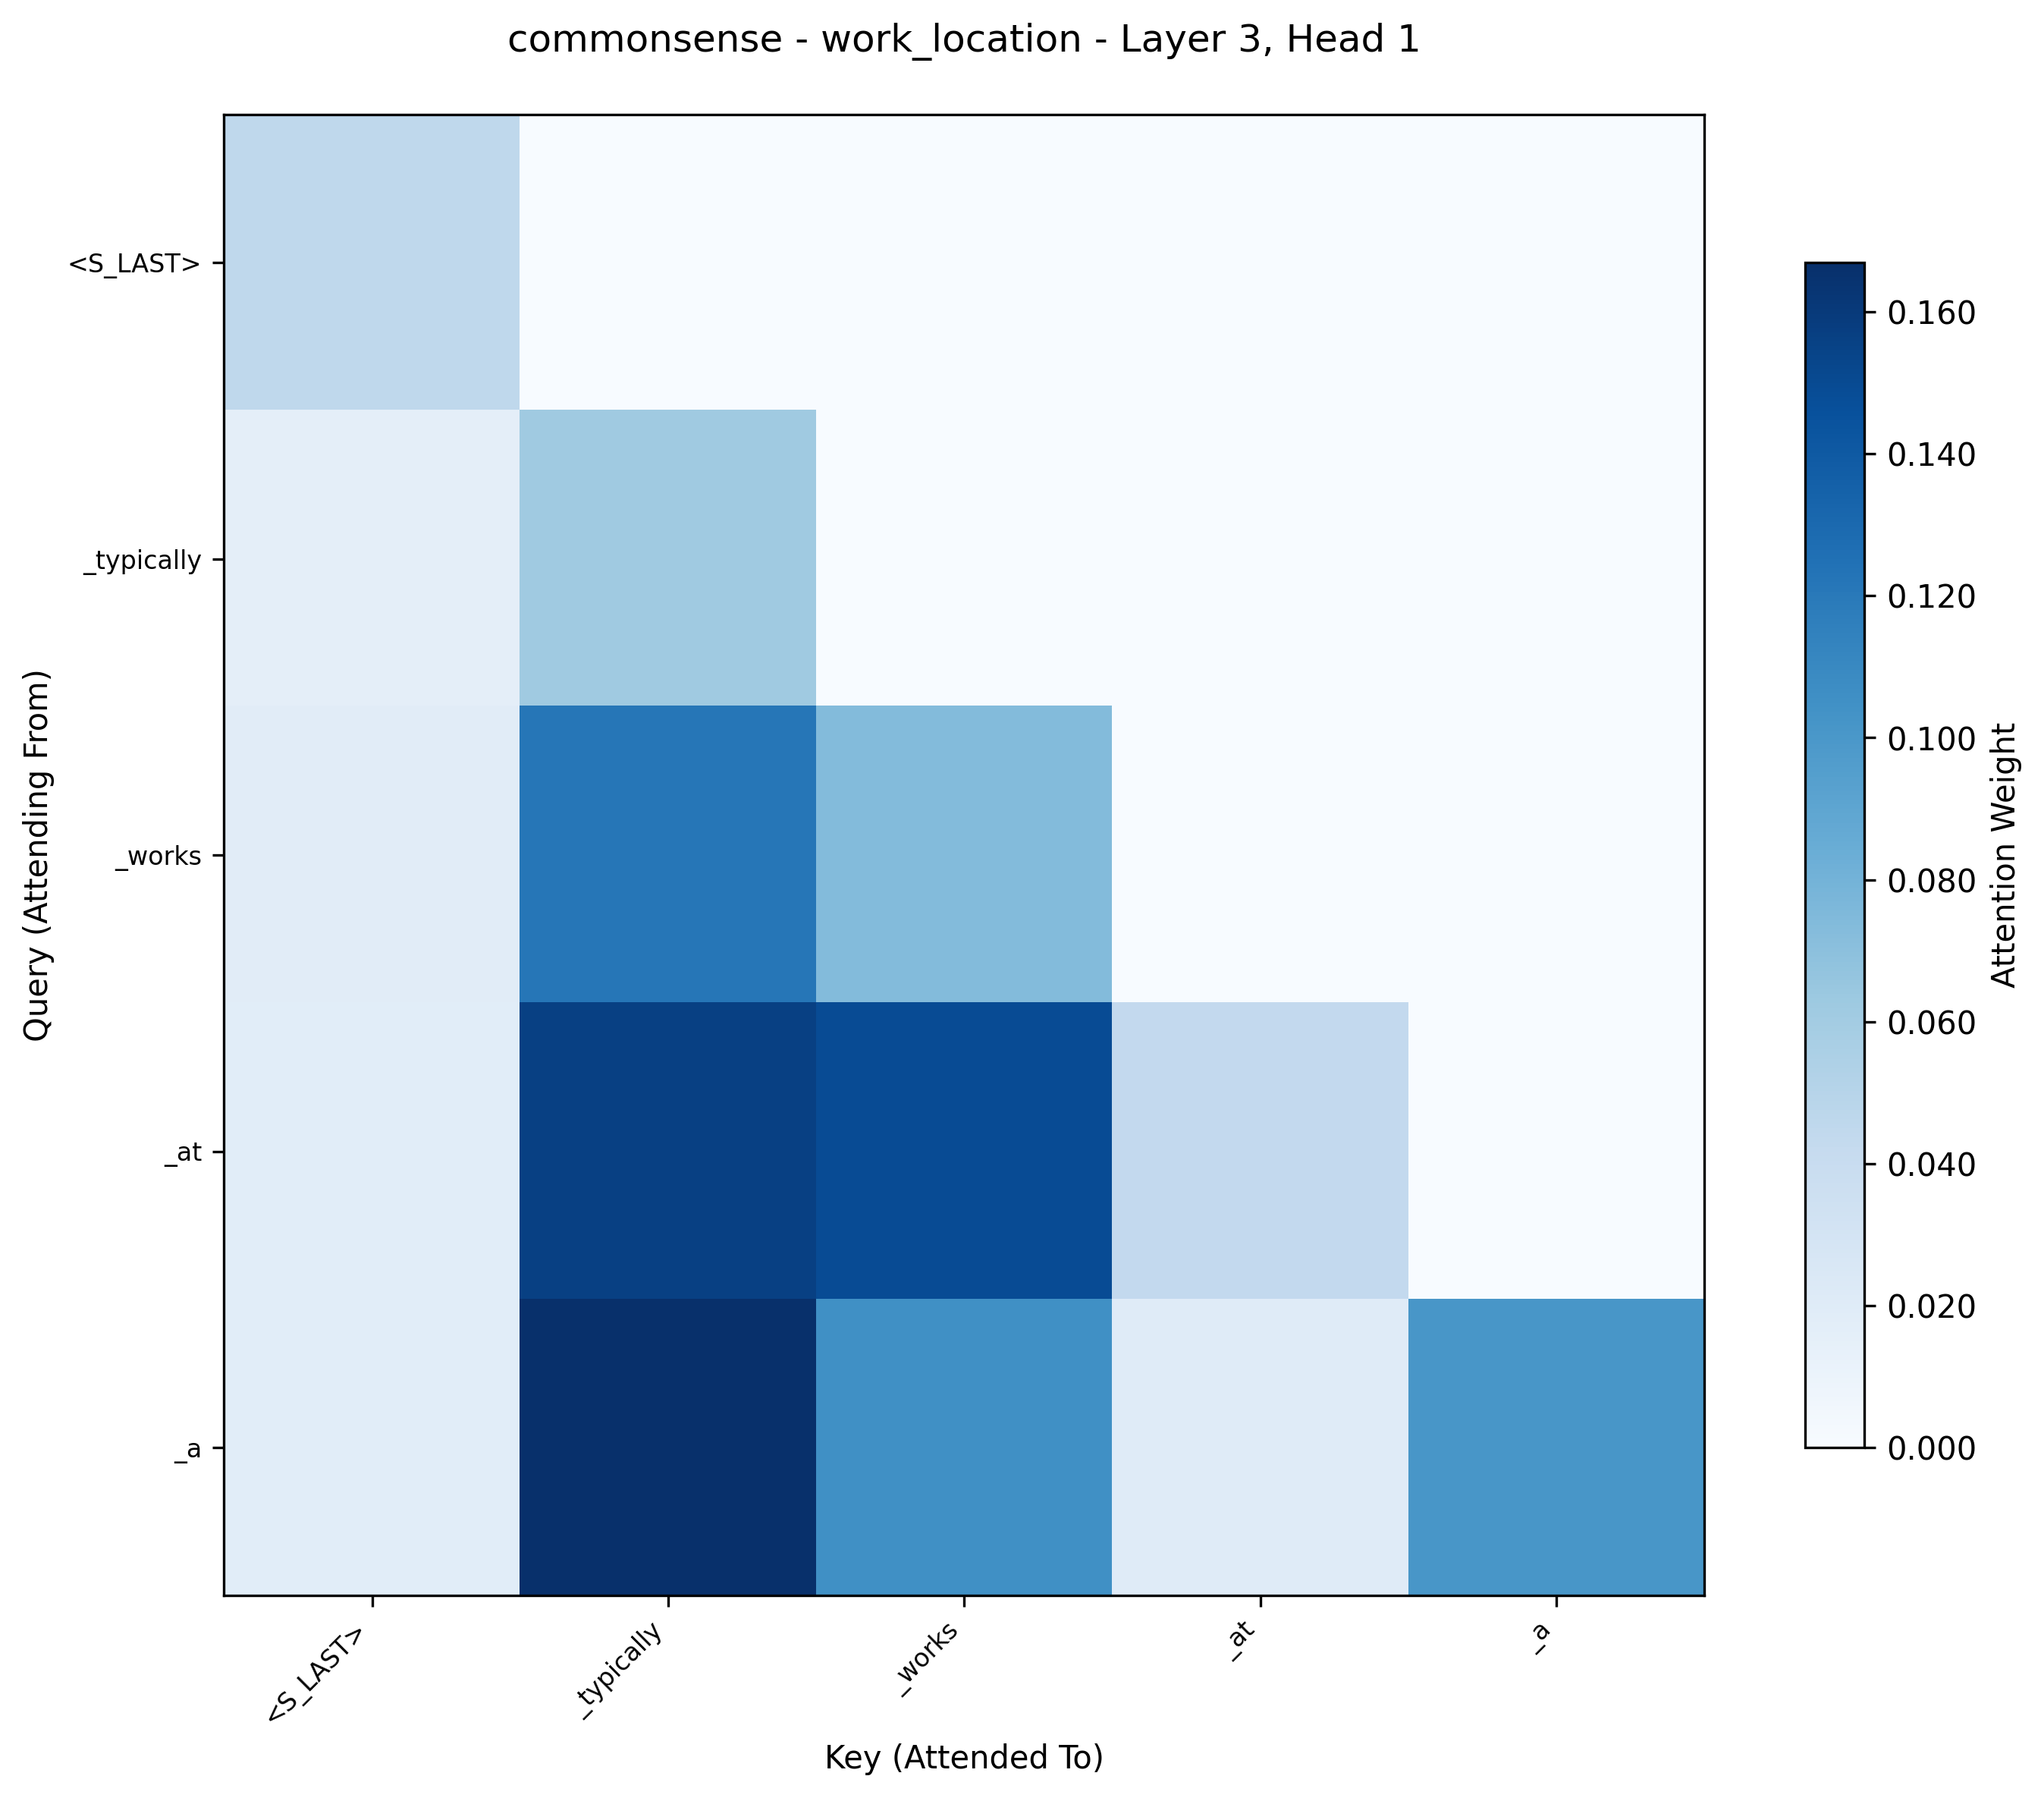 commonsense - work_location - Layer 3, Head 1
<S_LAST>
_typically
_works
_at
_a
Query (Attending From)
<S_LAST>
_typically
_works
_at
_a
Key (Attended To)
0.160
0.140
0.120
0.100
0.080
0.060
0.040
0.020
0.000
Attention Weight